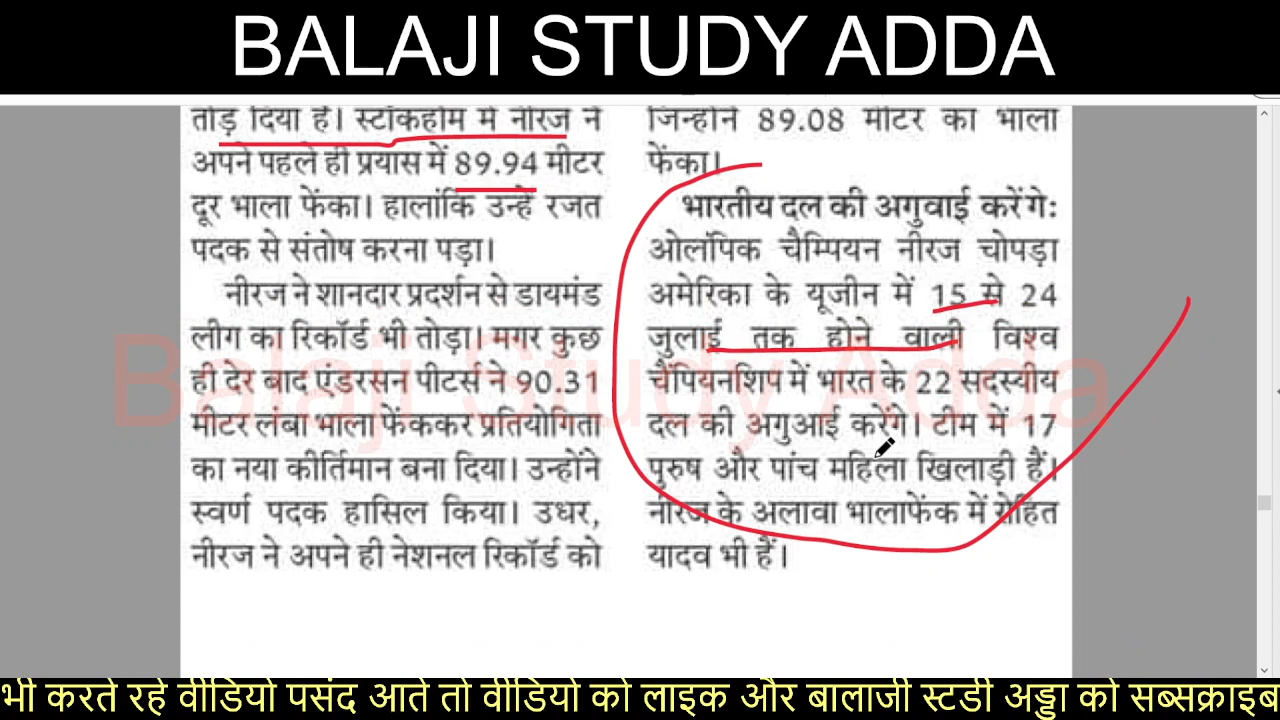 BALAJI STUDY ADDA
तोड़ दिया है। स्टॉकहोम में नीरज ने
अपने पहले ही प्रयास में 89.94 मीटर
दूर भाला फेंका। हालांकि उन्हें रजत
पदक से संतोष करना पड़ा।
नीरज ने शानदार प्रदर्शन से डायमंड
लीग का रिकॉर्ड भी तोड़ा। मगर कुछ
ही देर बाद एंडरसन पीटर्स ने 90.31
मीटर लंबा भाला फेंककर प्रतियोगिता
का नया कीर्तिमान बना दिया। उन्होंने
स्वर्ण पदक हासिल किया। उधर,
नीरज ने अपने ही नेशनल रिकॉर्ड को
जिन्होंने 89.08 मीटर का भाला
फेंका।
भारतीय दल की अगुवाई करेंगे:
ओलंपिक चैम्पियन नीरज चोपड़ा
अमेरिका के यूजीन में 15 से 24
जुलाई तक होने वाली विश्व
चैंपियनशिप में भारत के 22 सदस्यीय
दल की अगुआई करेंगे। टीम में 17
पुरुष और पांच महिला खिलाड़ी हैं।
नीरज के अलावा भालाफेंक में रोहित
यादव भी हैं।
Balaji Study Adda
भी करते रहे वीडियो पसंद आते तो वीडियो को लाइक और बालाजी स्टडी अड्डा को सब्सक्राइब